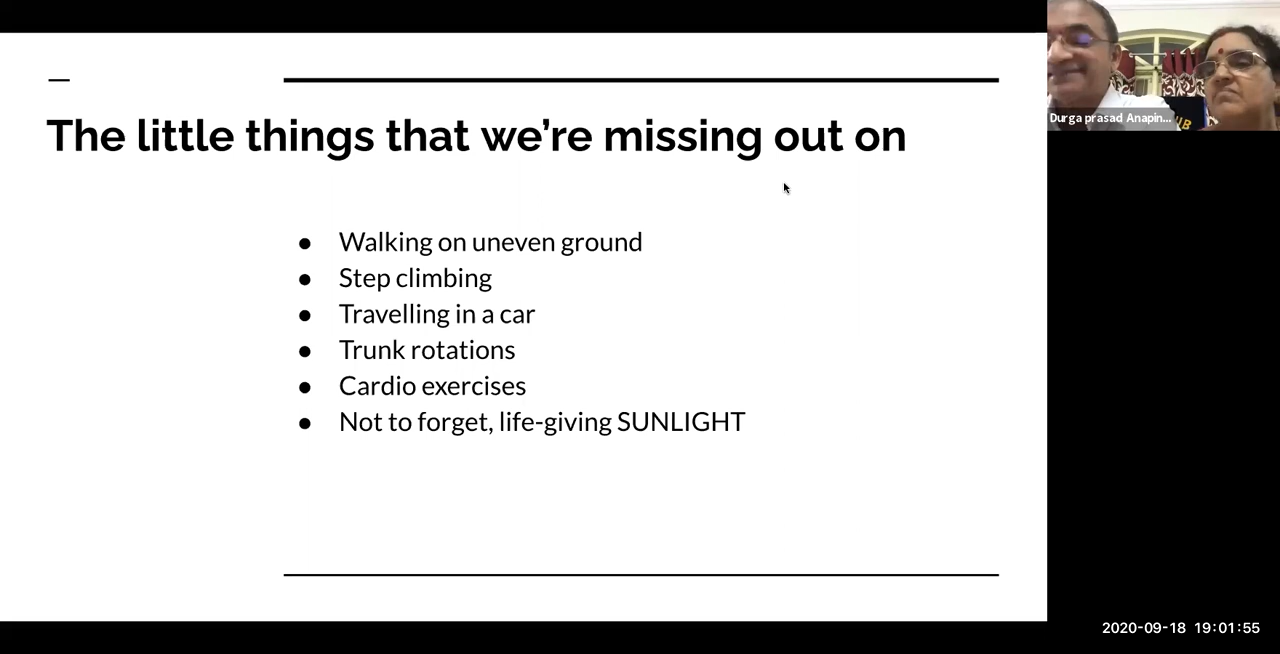 The little things that we’re missing out on
● Walking on uneven ground
● Step climbing
● Travelling in a car
● Trunk rotations
● Cardio exercises
● Not to forget, life-giving SUNLIGHT
Durga prasad Anapin...
UB
2020-09-18 19:01:55